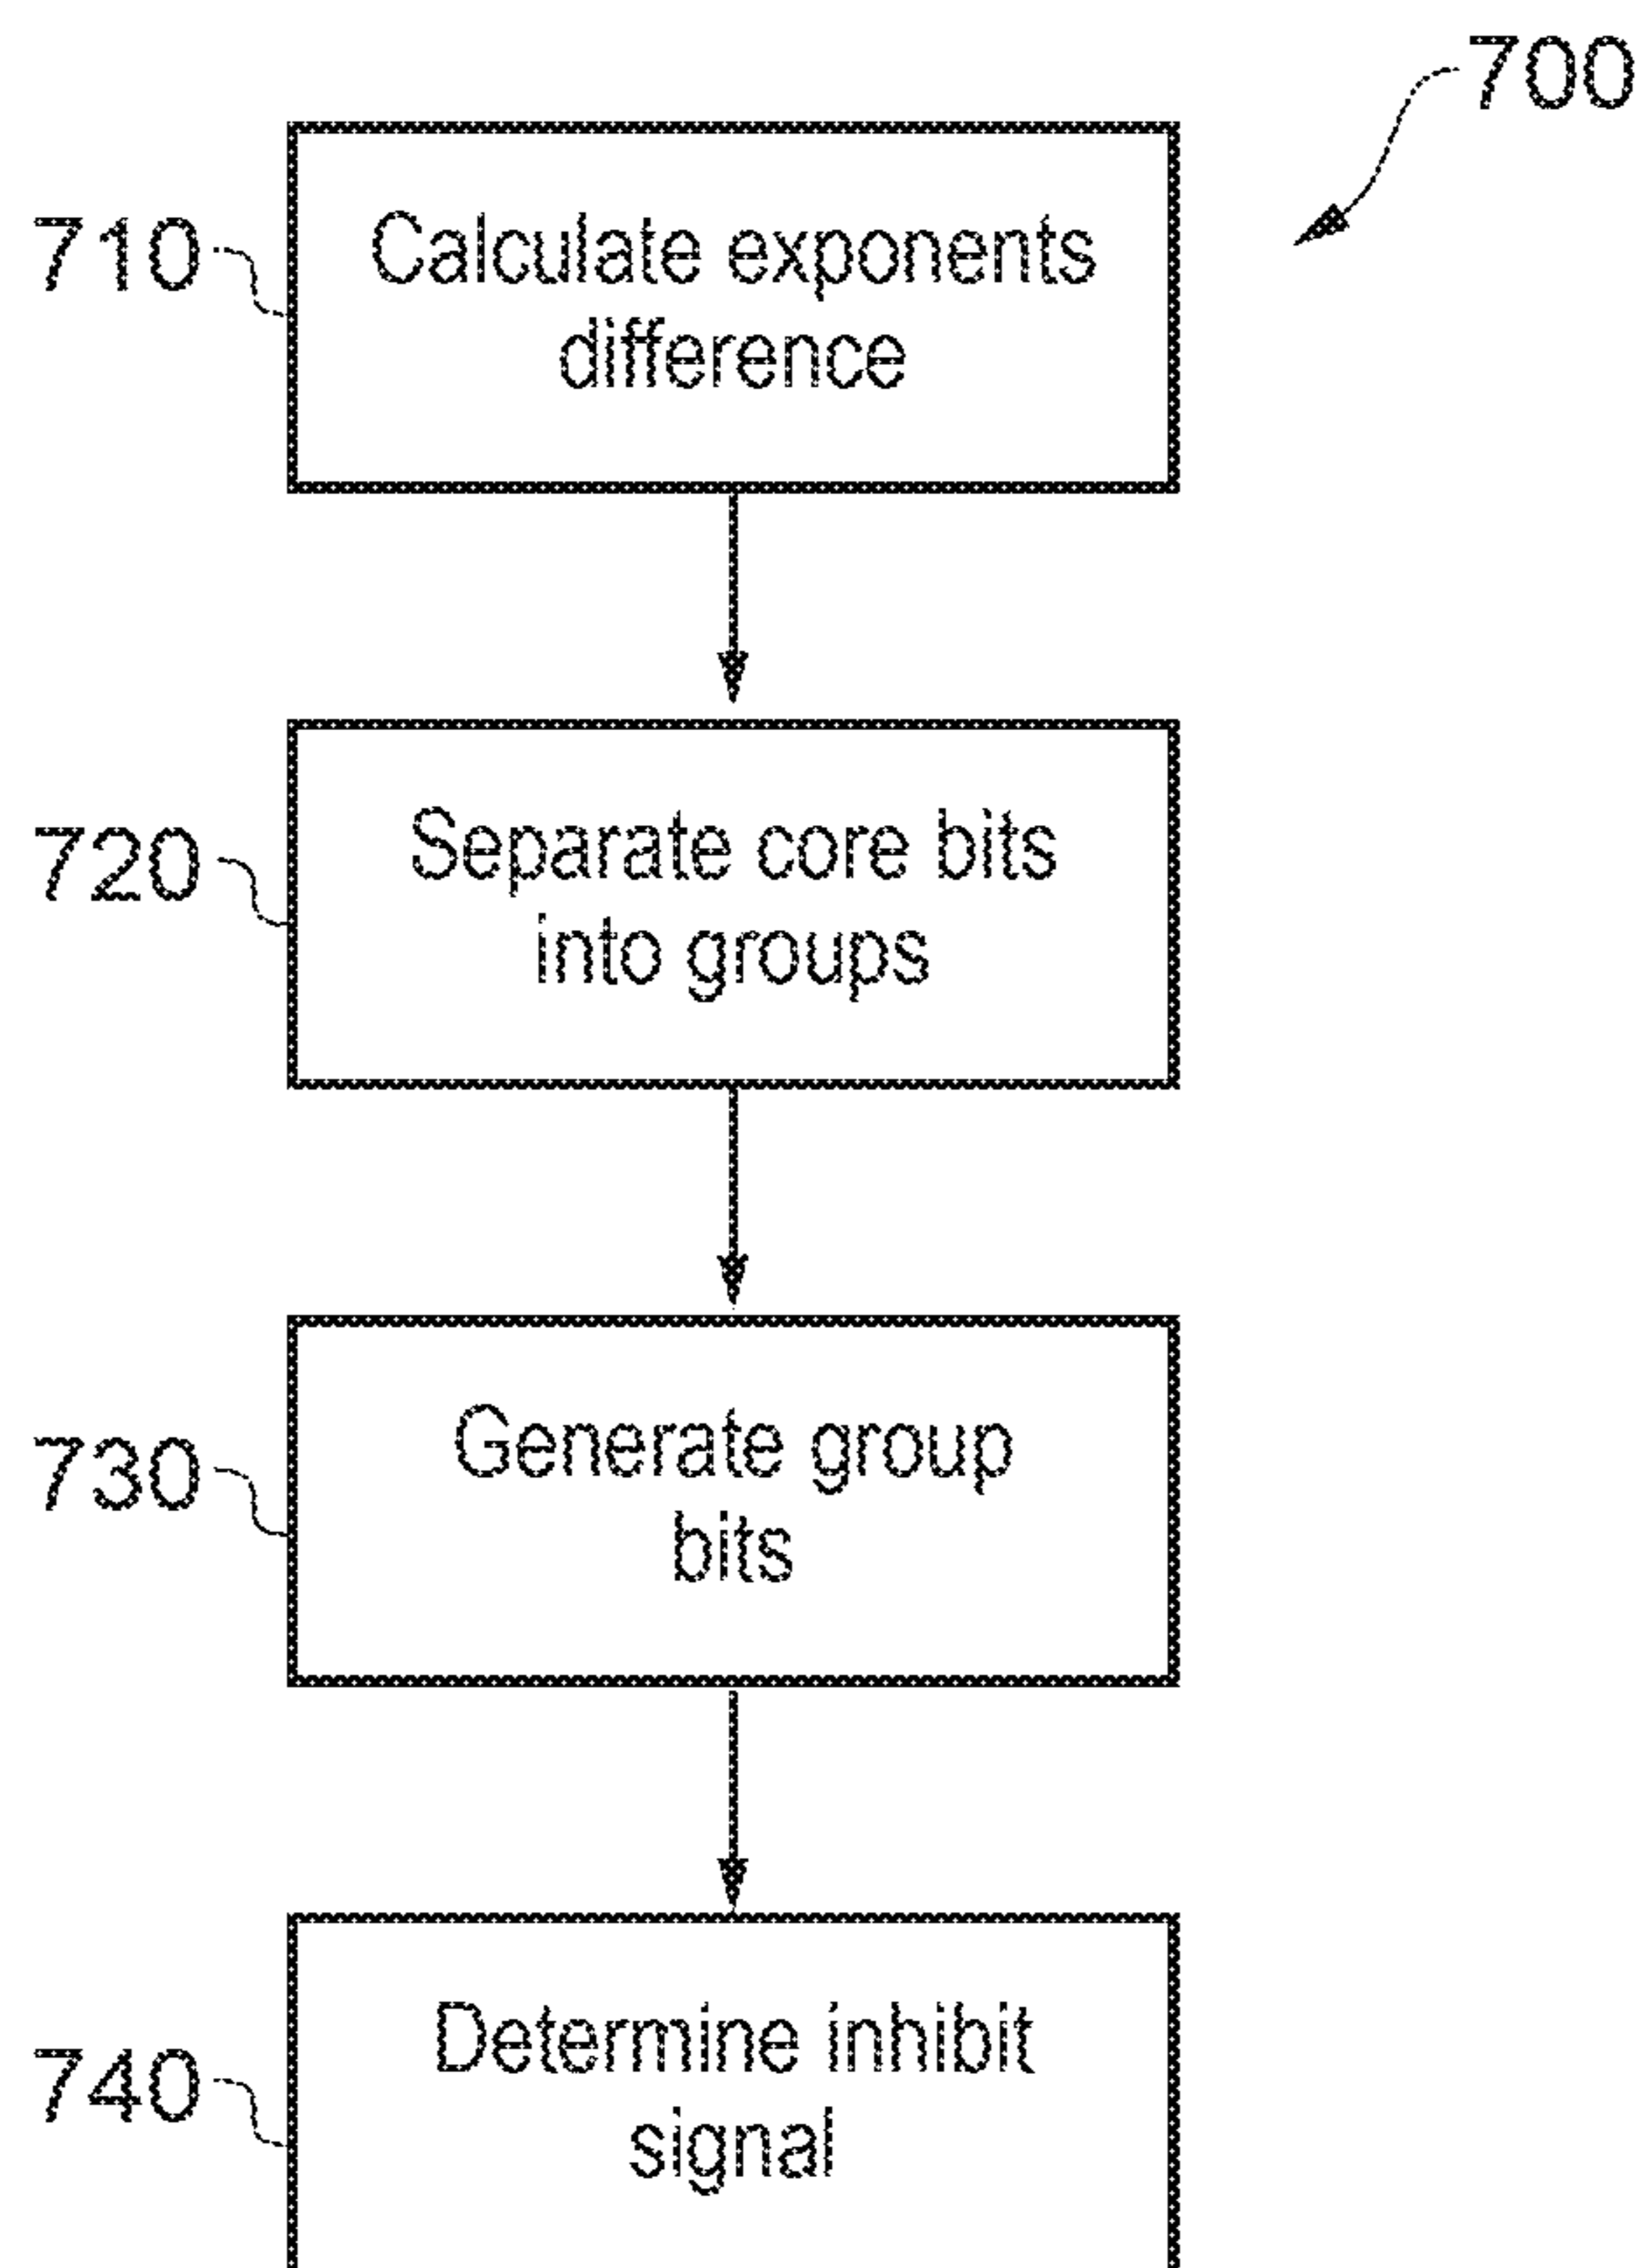 700
710
Calculate exponents
difference
720
Separate core bits
into groups
730
Generate group
bits
740
Determine inhibit
signal